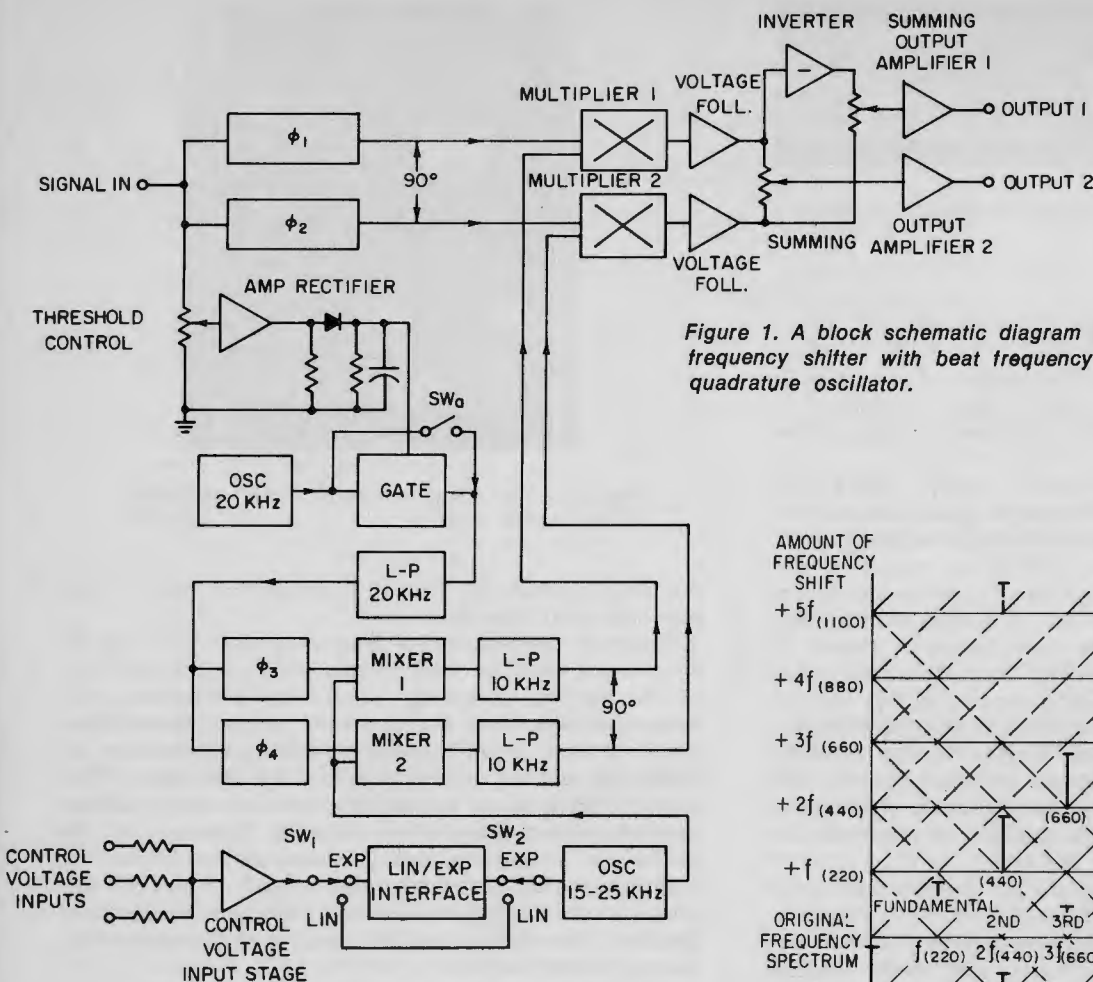 INVERTER
SUMMING
OUTPUT
AMPLIFIER 1
VOLTAGE
FOLL.
MULTIPLIER 1
OUTPUT 1
ϕ1
SIGNAL IN
90°
MULTIPLIER 2
OUTPUT 2
ϕ2
SUMMING
OUTPUT
AMPLIFIER 2
VOLTAGE
FOLL.
AMP RECTIFIER
THRESHOLD
CONTROL
Figure 1. A block schematic diagram
frequency shifter with beat frequency
quadrature oscillator.
SWa
OSC
20 KHz
GATE
L-P
20 KHz
ϕ3
MIXER
1
L-P
10 KHz
90°
ϕ4
MIXER
2
L-P
10 KHz
CONTROL
VOLTAGE
INPUTS
SW1
EXP
LIN
LIN/EXP
INTERFACE
SW2
EXP
LIN
OSC
15-25 KHz
CONTROL
VOLTAGE
INPUT STAGE
AMOUNT OF
FREQUENCY
SHIFT
+ 5f (1100)
+ 4f (880)
+ 3f (660)
+ 2f (440)
(660)
+ f (220)
(440)
FUNDAMENTAL
2ND
3RD
ORIGINAL
FREQUENCY
SPECTRUM
f(220) 2f(440) 3f(660